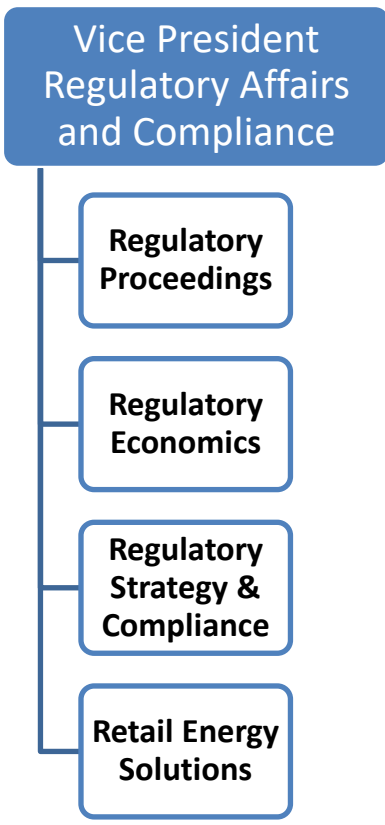 Vice President
Regulatory Affairs
and Compliance
Regulatory
Proceedings
Regulatory
Economics
Regulatory
Strategy &
Compliance
Retail Energy
Solutions